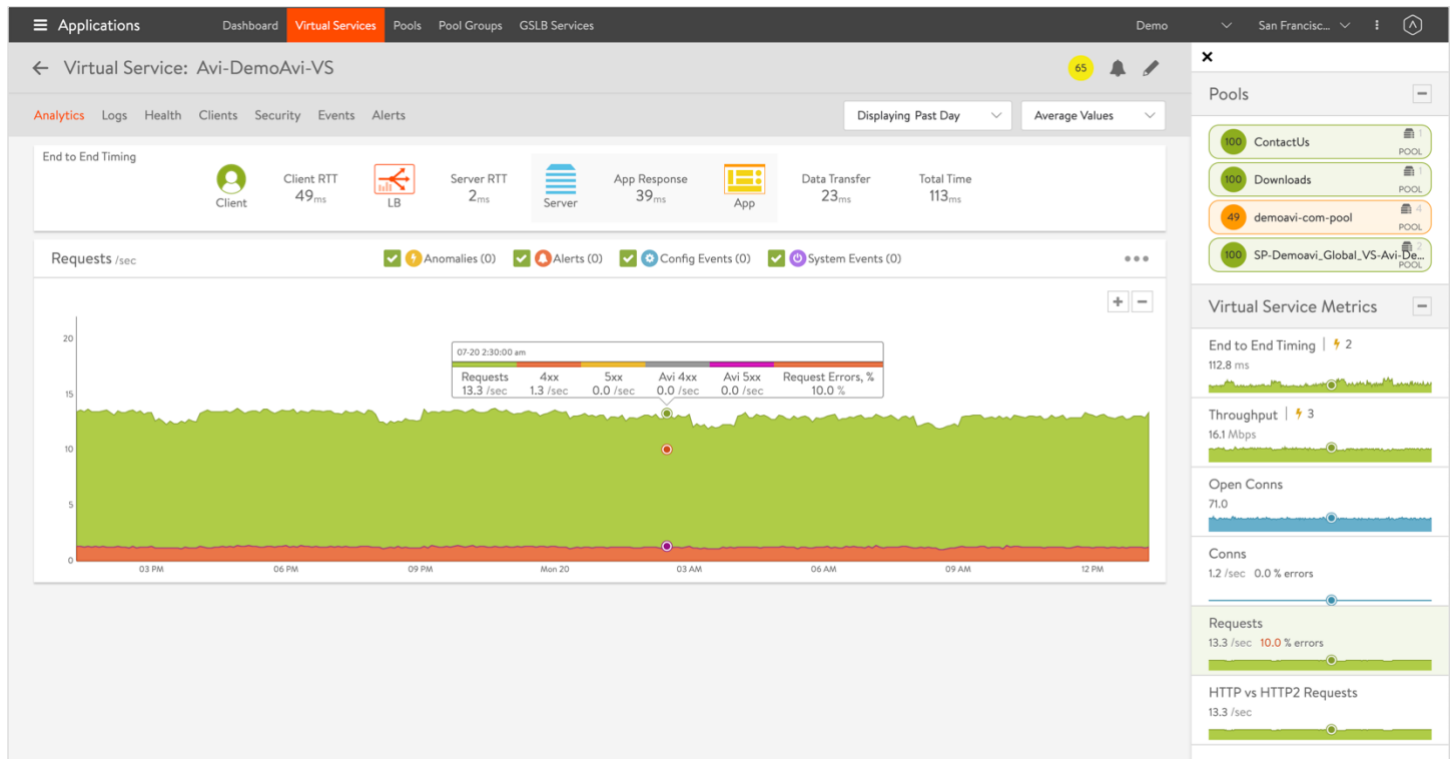 Applications Dashboard Virtual Services Pools Pool Groups GSLB Services Demo San Francisc...
Virtual Service: Avi-DemoAvi-VS 65
Analytics Logs Health Clients Security Events Alerts Displaying Past Day Average Values
End to End Timing
Client
Client RTT
49ms
LB
Server RTT
2ms
Server
App Response
39ms
App
Data Transfer
23ms
Total Time
113ms
Requests /sec Anomalies (0) Alerts (0) Config Events (0) System Events (0)
+ −
07-20 2:30:00 am
Requests 4xx 5xx Avi 4xx Avi 5xx Request Errors, %
13.3 /sec 1.3 /sec 0.0 /sec 0.0 /sec 0.0 /sec 10.0 %
20
15
10
5
0
03 PM 06 PM 09 PM Mon 20 03 AM 06 AM 09 AM 12 PM
Pools
100 ContactUs 1
POOL
100 Downloads 1
POOL
49 demoavi-com-pool 4
POOL
100 SP-Demoavi_Global_VS-Avi-De... 2
POOL
Virtual Service Metrics
End to End Timing | 2
112.8 ms
Throughput | 3
16.1 Mbps
Open Conns
71.0
Conns
1.2 /sec 0.0 % errors
Requests
13.3 /sec 10.0 % errors
HTTP vs HTTP2 Requests
13.3 /sec